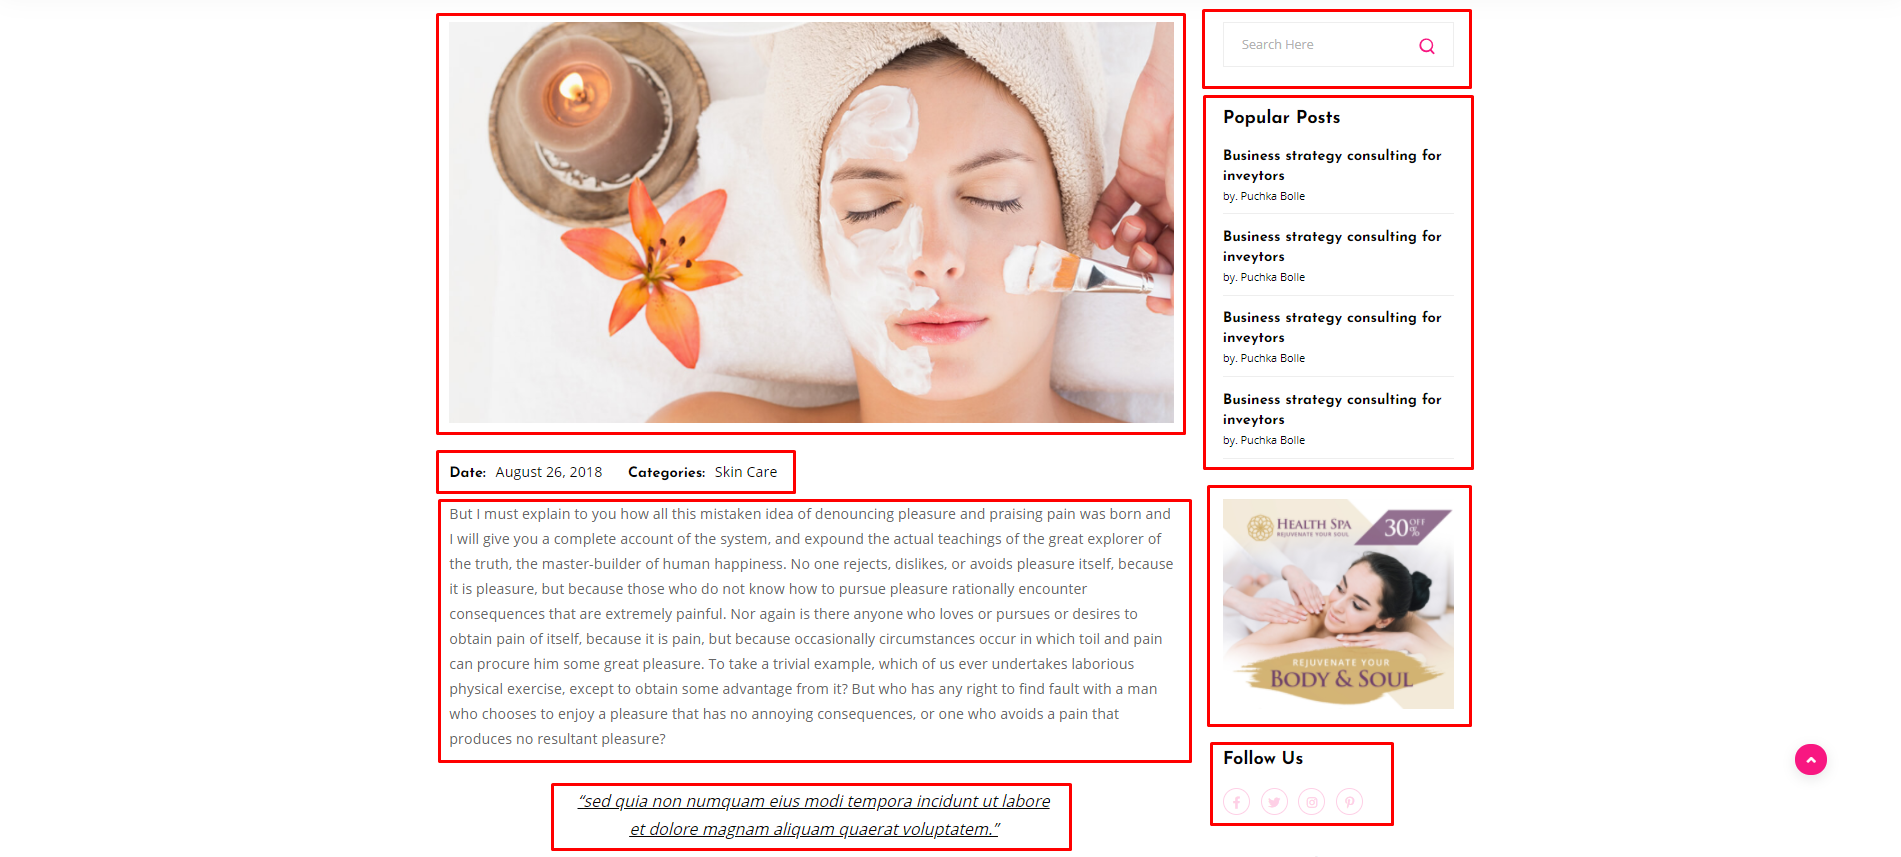 Search Here
Popular Posts
Business strategy consulting for
inveytors
by. Puchka Bolle
Business strategy consulting for
inveytors
by. Puchka Bolle
Business strategy consulting for
inveytors
by. Puchka Bolle
Business strategy consulting for
inveytors
by. Puchka Bolle
Date: August 26, 2018 Categories: Skin Care
But I must explain to you how all this mistaken idea of denouncing pleasure and praising pain was born and
I will give you a complete account of the system, and expound the actual teachings of the great explorer of
the truth, the master-builder of human happiness. No one rejects, dislikes, or avoids pleasure itself, because
it is pleasure, but because those who do not know how to pursue pleasure rationally encounter
consequences that are extremely painful. Nor again is there anyone who loves or pursues or desires to
obtain pain of itself, because it is pain, but because occasionally circumstances occur in which toil and pain
can procure him some great pleasure. To take a trivial example, which of us ever undertakes laborious
physical exercise, except to obtain some advantage from it? But who has any right to find fault with a man
who chooses to enjoy a pleasure that has no annoying consequences, or one who avoids a pain that
produces no resultant pleasure?
“sed quia non numquam eius modi tempora incidunt ut labore
et dolore magnam aliquam quaerat voluptatem.”
HEALTH SPA
REJUVENATE YOUR SOUL
30% OFF
REJUVENATE YOUR
BODY & SOUL
Follow Us